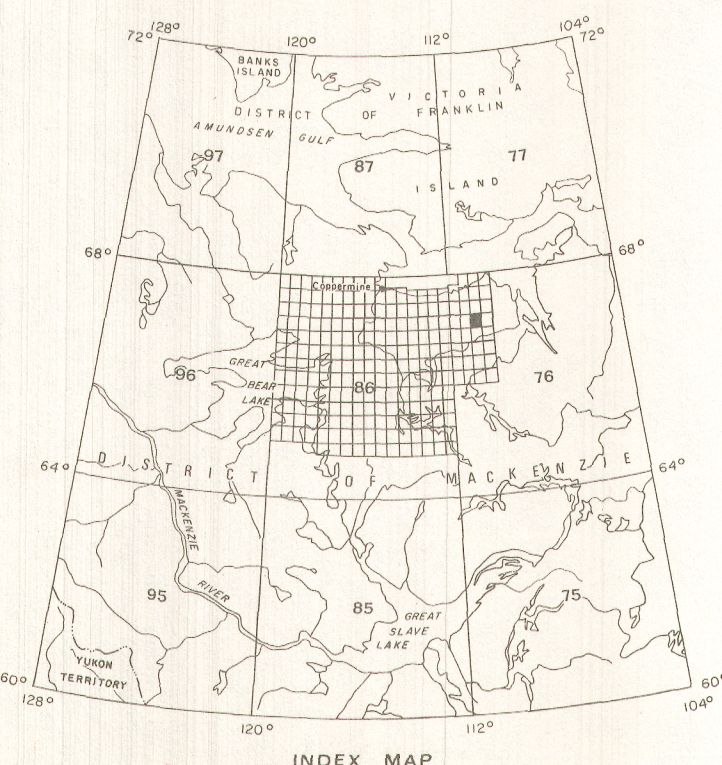 128°
104°
72°
120°
112°
72°
BANKS
ISLAND
VICTORIA
DISTRICT OF FRANKLIN
AMUNDSEN GULF
97
87
77
ISLAND
68°
68°
Coppermine
GREAT
96
86
76
BEAR
LAKE
DISTRICT OF MACKENZIE
64°
64°
MACKENZIE
RIVER
95
85
75
GREAT
SLAVE
LAKE
YUKON
TERRITORY
60°
60°
128°
104°
120°
112°
INDEX MAP